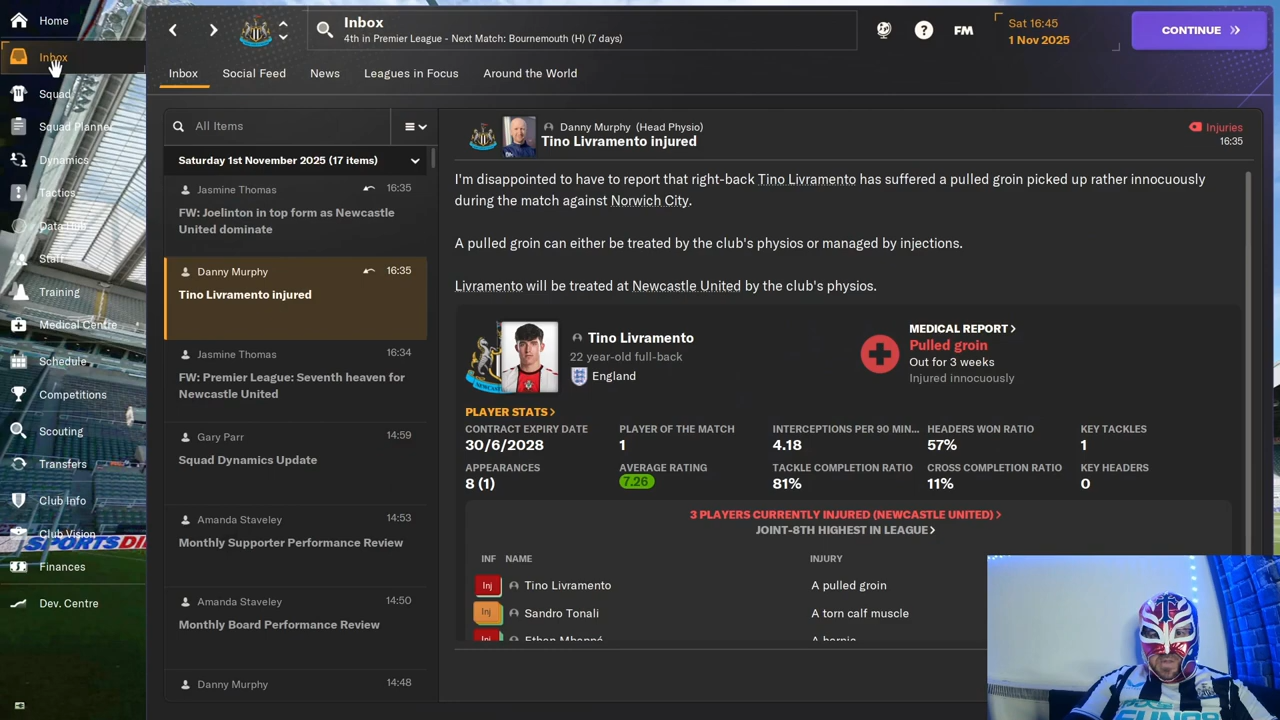 Home
Inbox
Squad
Squad Planner
Dynamics
Tactics
Data Hub
Staff
Training
Medical Centre
Schedule
Competitions
Scouting
Transfers
Club Info
Club Vision
SPORTS DI
Finances
Dev. Centre
Inbox
4th in Premier League - Next Match: Bournemouth (H) (7 days)
FM
Sat 16:45
1 Nov 2025
CONTINUE
Inbox
Social Feed
News
Leagues in Focus
Around the World
All Items
Saturday 1st November 2025 (17 items)
Jasmine Thomas 16:35
FW: Joelinton in top form as Newcastle
United dominate
Danny Murphy 16:35
Tino Livramento injured
Jasmine Thomas 16:34
FW: Premier League: Seventh heaven for
Newcastle United
Gary Parr 14:59
Squad Dynamics Update
Amanda Staveley 14:53
Monthly Supporter Performance Review
Amanda Staveley 14:50
Monthly Board Performance Review
Danny Murphy 14:48
Danny Murphy (Head Physio)
Tino Livramento injured
Injuries
16:35
I'm disappointed to have to report that right-back Tino Livramento has suffered a pulled groin picked up rather innocuously
during the match against Norwich City.
A pulled groin can either be treated by the club's physios or managed by injections.
Livramento will be treated at Newcastle United by the club's physios.
Tino Livramento
22 year-old full-back
England
MEDICAL REPORT >
Pulled groin
Out for 3 weeks
Injured innocuously
PLAYER STATS >
CONTRACT EXPIRY DATE PLAYER OF THE MATCH INTERCEPTIONS PER 90 MIN... HEADERS WON RATIO KEY TACKLES
30/6/2028 1 4.18 57% 1
APPEARANCES AVERAGE RATING TACKLE COMPLETION RATIO CROSS COMPLETION RATIO KEY HEADERS
8 (1) 7.26 81% 11% 0
3 PLAYERS CURRENTLY INJURED (NEWCASTLE UNITED) >
JOINT-8TH HIGHEST IN LEAGUE >
INF NAME INJURY
Inj Tino Livramento A pulled groin
Inj Sandro Tonali A torn calf muscle
Inj Ethan Mbappé A hernia